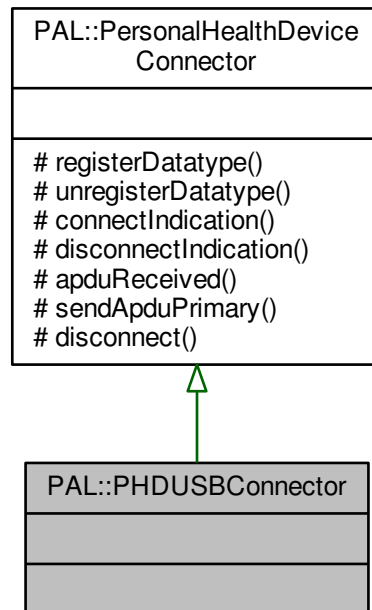 PAL::PersonalHealthDevice
Connector
# registerDatatype()
# unregisterDatatype()
# connectIndication()
# disconnectIndication()
# apduReceived()
# sendApduPrimary()
# disconnect()
PAL::PHDUSBConnector